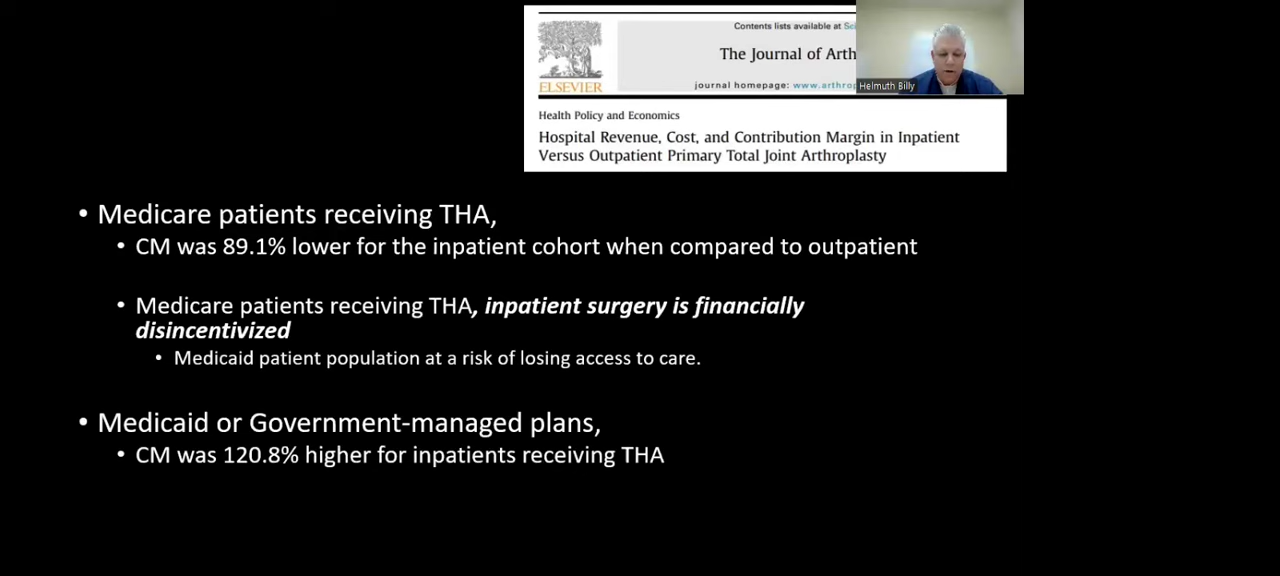 Contents lists available at
The Journal of
ELSEVIER
journal homepage:
Helmuth Billy
Health Policy and Economics
Hospital Revenue, Cost, and Contribution Margin in Inpatient
Versus Outpatient Primary Total Joint Arthroplasty
• Medicare patients receiving THA,
• CM was 89.1% lower for the inpatient cohort when compared to outpatient
• Medicare patients receiving THA, inpatient surgery is financially
disincentivized
• Medicaid patient population at a risk of losing access to care.
• Medicaid or Government-managed plans,
• CM was 120.8% higher for inpatients receiving THA